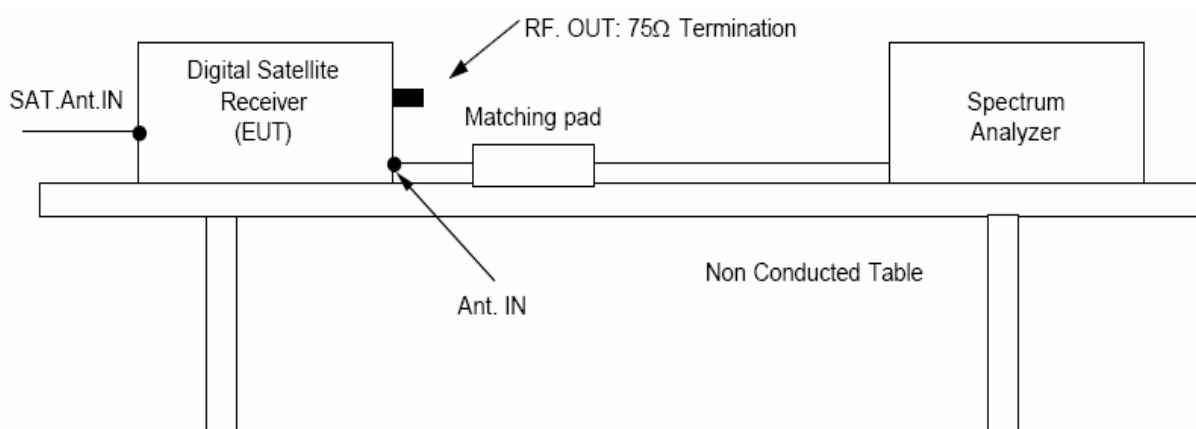 RF. OUT: 75Ω Termination
Digital Satellite
Receiver
(EUT)
SAT.Ant.IN
Matching pad
Spectrum
Analyzer
Non Conducted Table
Ant. IN